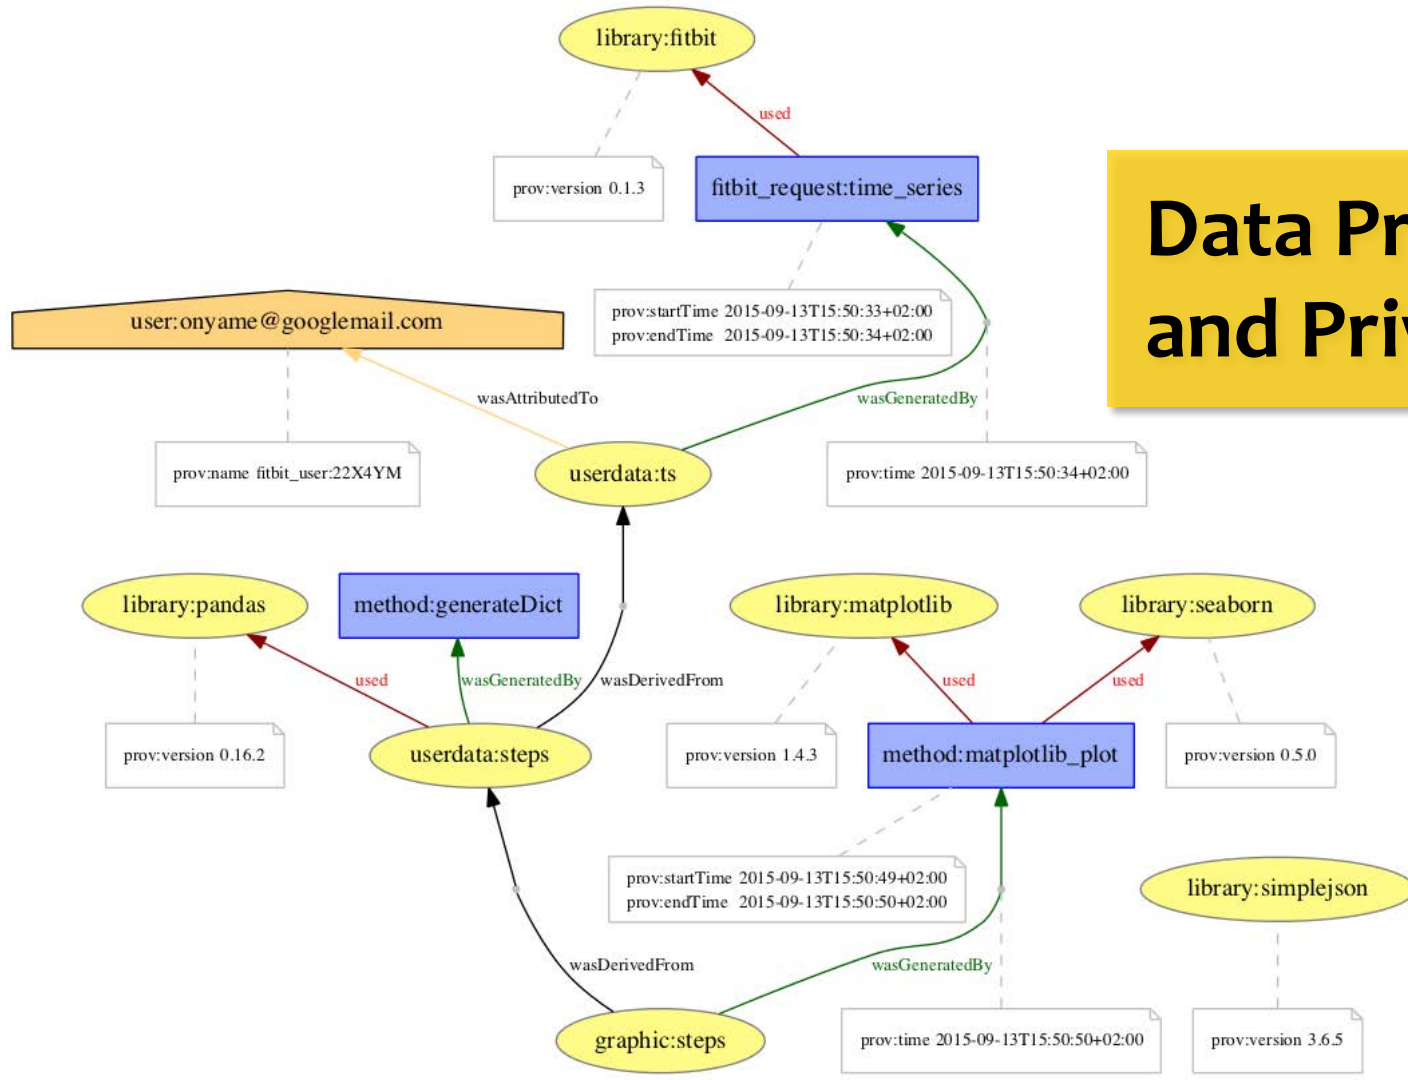 library:fitbit
used
prov:version 0.1.3
fitbit_request:time_series
Data Pr
and Priv
prov:startTime 2015-09-13T15:50:33+02:00
prov:endTime 2015-09-13T15:50:34+02:00
user:onyame@googlemail.com
wasAttributedTo
wasGeneratedBy
prov:name fitbit_user:22X4YM
userdata:ts
prov:time 2015-09-13T15:50:34+02:00
library:pandas
method:generateDict
library:matplotlib
library:seaborn
used
wasGeneratedBy
wasDerivedFrom
used
used
prov:version 0.16.2
userdata:steps
prov:version 1.4.3
method:matplotlib_plot
prov:version 0.5.0
prov:startTime 2015-09-13T15:50:49+02:00
prov:endTime 2015-09-13T15:50:50+02:00
library:simplejson
wasDerivedFrom
wasGeneratedBy
graphic:steps
prov:time 2015-09-13T15:50:50+02:00
prov:version 3.6.5